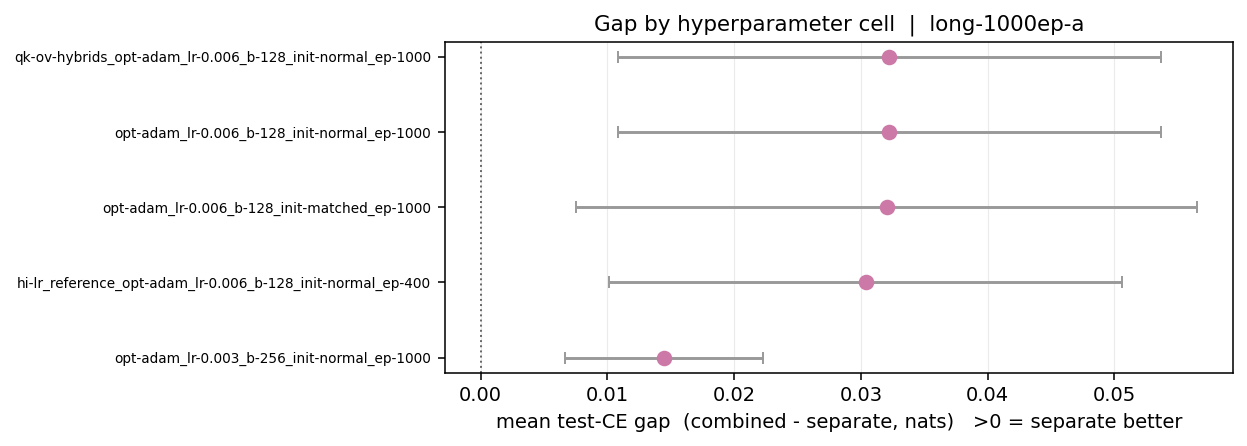 Gap by hyperparameter cell  |  long-1000ep-a
qk-ov-hybrids_opt-adam_lr-0.006_b-128_init-normal_ep-1000
opt-adam_lr-0.006_b-128_init-normal_ep-1000
opt-adam_lr-0.006_b-128_init-matched_ep-1000
hi-lr_reference_opt-adam_lr-0.006_b-128_init-normal_ep-400
opt-adam_lr-0.003_b-256_init-normal_ep-1000
0.00 0.01 0.02 0.03 0.04 0.05
mean test-CE gap  (combined - separate, nats)   >0 = separate better